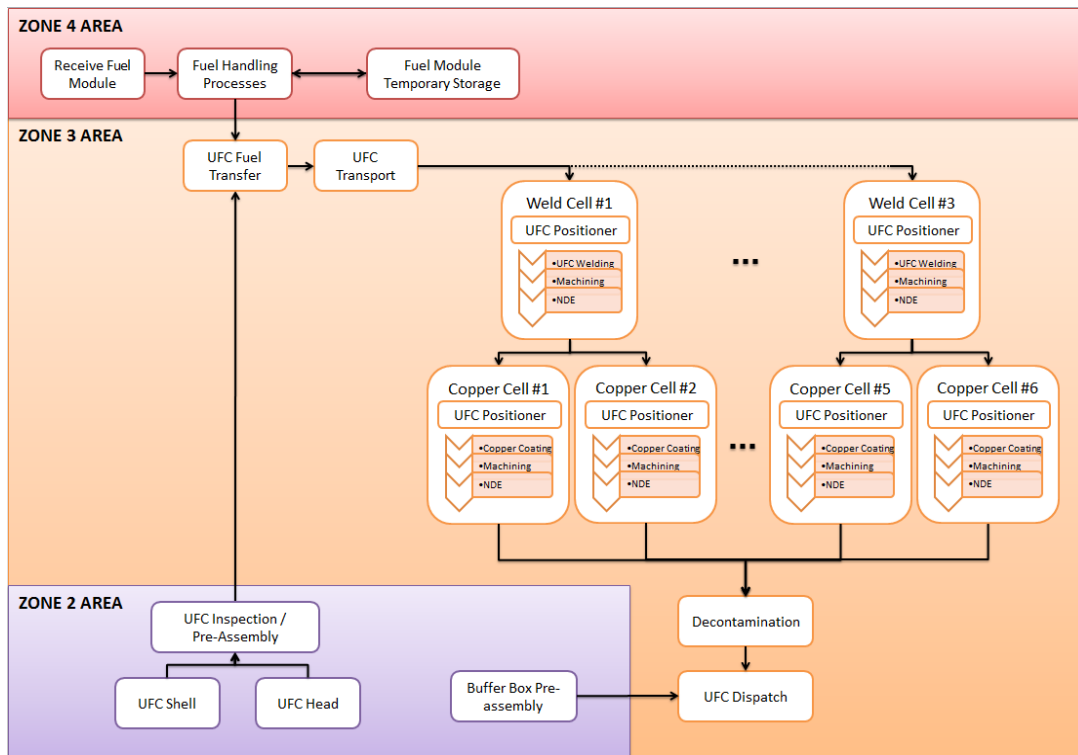 ZONE 4 AREA
Receive Fuel
Module
Fuel Handling
Processes
Fuel Module
Temporary Storage
ZONE 3 AREA
UFC Fuel
Transfer
UFC
Transport
Weld Cell #1
UFC Positioner
•UFC Welding
•Machining
•NDE
...
Weld Cell #3
UFC Positioner
•UFC Welding
•Machining
•NDE
Copper Cell #1
UFC Positioner
•Copper Coating
•Machining
•NDE
Copper Cell #2
UFC Positioner
•Copper Coating
•Machining
•NDE
...
Copper Cell #5
UFC Positioner
•Copper Coating
•Machining
•NDE
Copper Cell #6
UFC Positioner
•Copper Coating
•Machining
•NDE
ZONE 2 AREA
UFC Inspection /
Pre-Assembly
UFC Shell
UFC Head
Buffer Box Pre-
assembly
Decontamination
UFC Dispatch